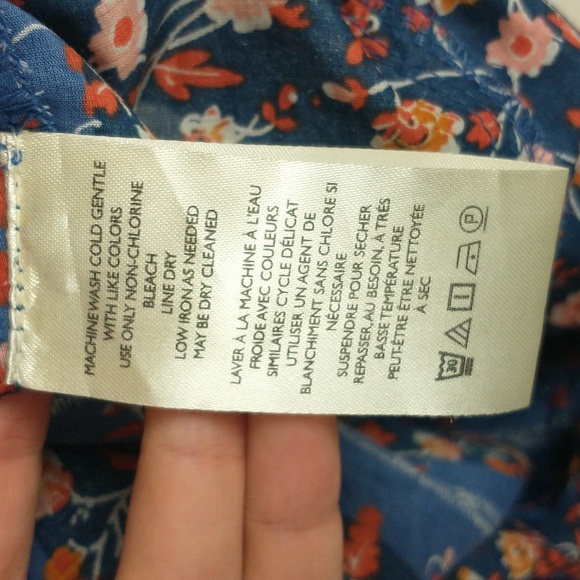 MACHINE WASH COLD GENTLE
WITH LIKE COLORS
USE ONLY NON-CHLORINE
BLEACH
LINE DRY
LOW IRON AS NEEDED
MAY BE DRY CLEANED
LAVER À LA MACHINE À L'EAU
FROIDE AVEC COULEURS
SIMILAIRES CYCLE DÉLICAT
UTILISER UN AGENT DE
BLANCHIMENT SANS CHLORE SI
NÉCESSAIRE
SUSPENDRE POUR SECHER
REPASSER, AU BESOIN, À TRÈS
BASSE TEMPÉRATURE
PEUT-ÊTRE ÊTRE NETTOYÉE
À SEC
30 P